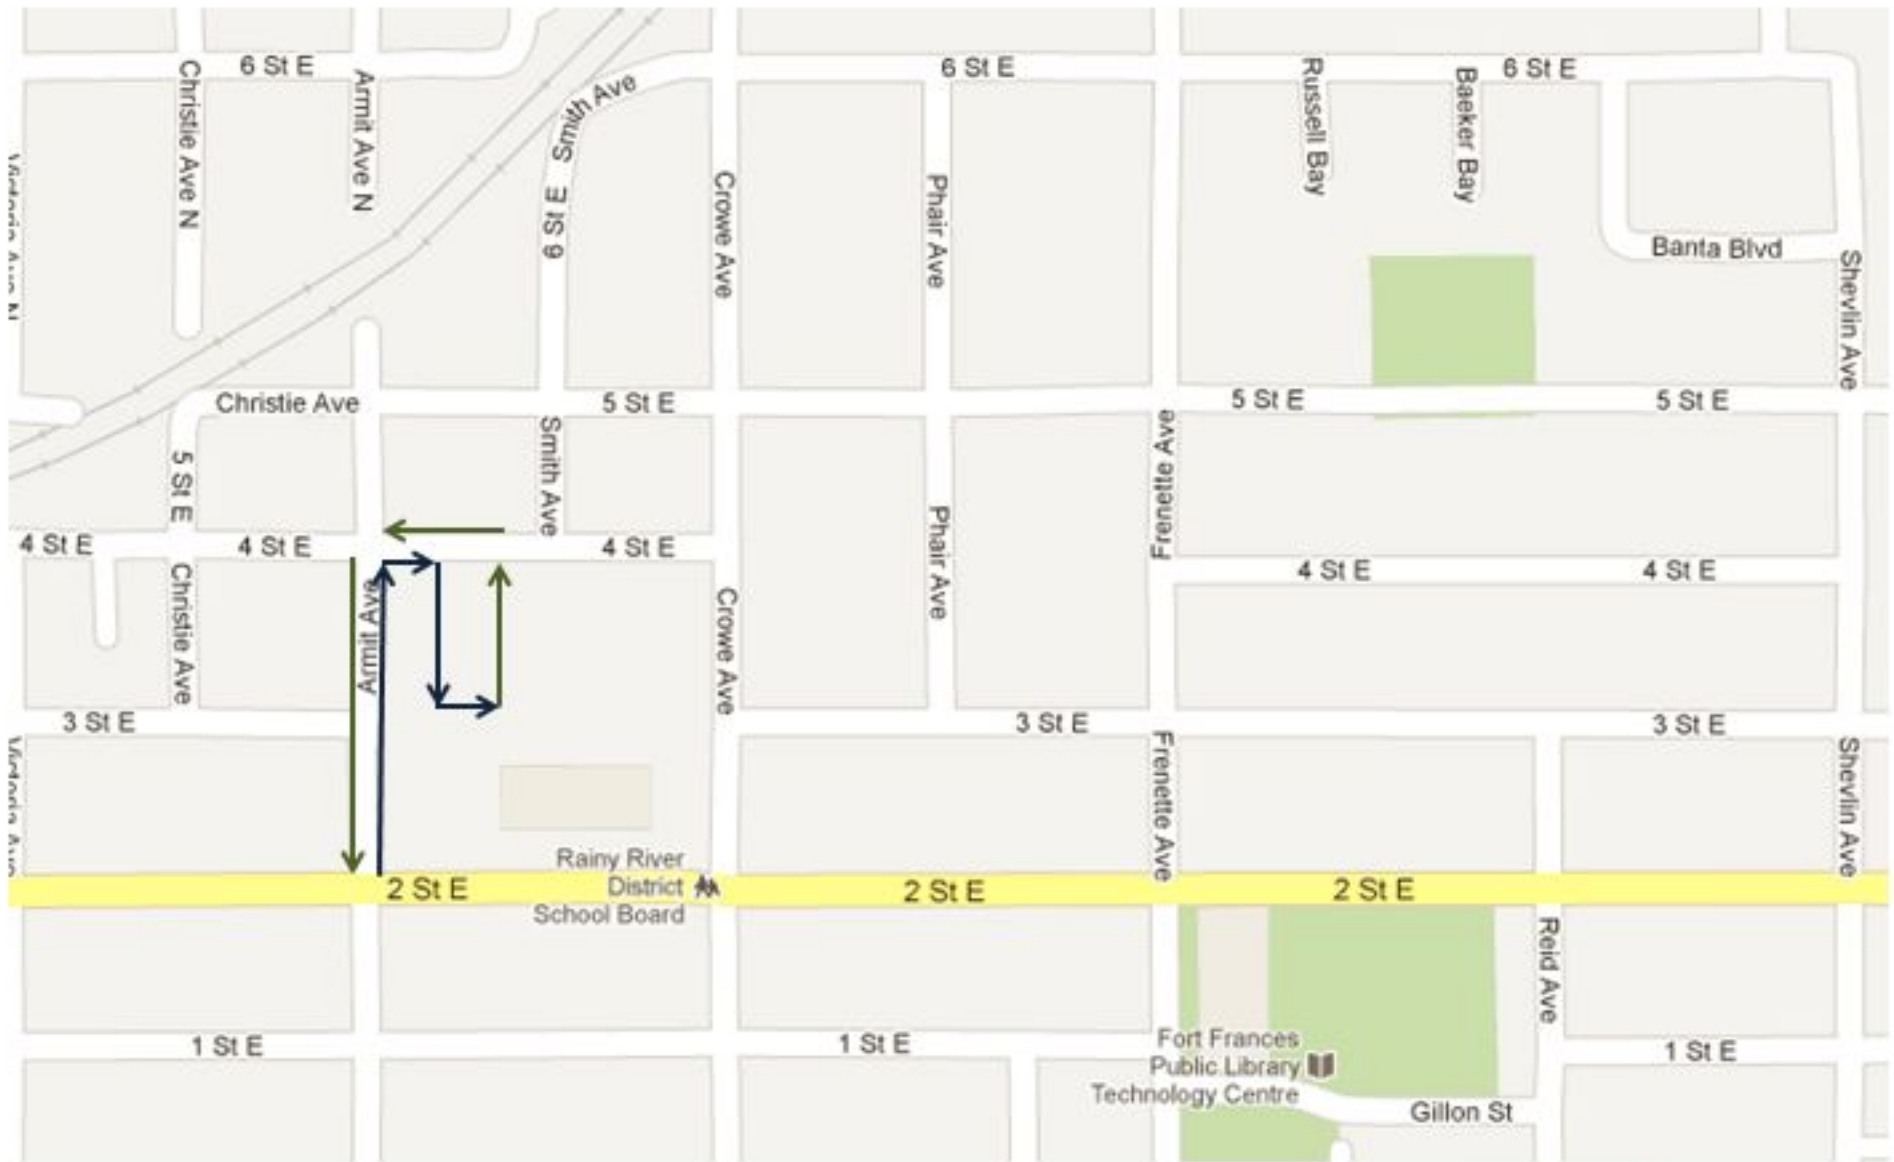 6 St E
6 St E
6 St E
Christie Ave N
Armit Ave N
Smith Ave
6 St E
Crowe Ave
Phair Ave
Russell Bay
Baeker Bay
Banta Blvd
Shevlin Ave
Victoria Ave N
Christie Ave
5 St E
5 St E
5 St E
5 St E
Smith Ave
Frenette Ave
Phair Ave
4 St E
4 St E
4 St E
4 St E
4 St E
Christie Ave
Armit Ave
Crowe Ave
3 St E
3 St E
3 St E
Victoria Ave
Frenette Ave
Shevlin Ave
Rainy River
District
School Board
2 St E
2 St E
2 St E
Reid Ave
1 St E
1 St E
1 St E
Fort Frances
Public Library
Technology Centre
Gillon St